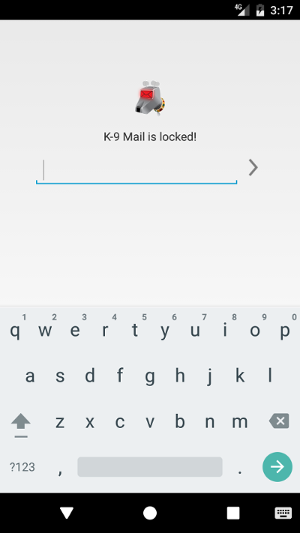 4G 3:17
K-9 Mail is locked!
1 2 3 4 5 6 7 8 9 0
q w e r t y u i o p
a s d f g h j k l
z x c v b n m
?123 , .